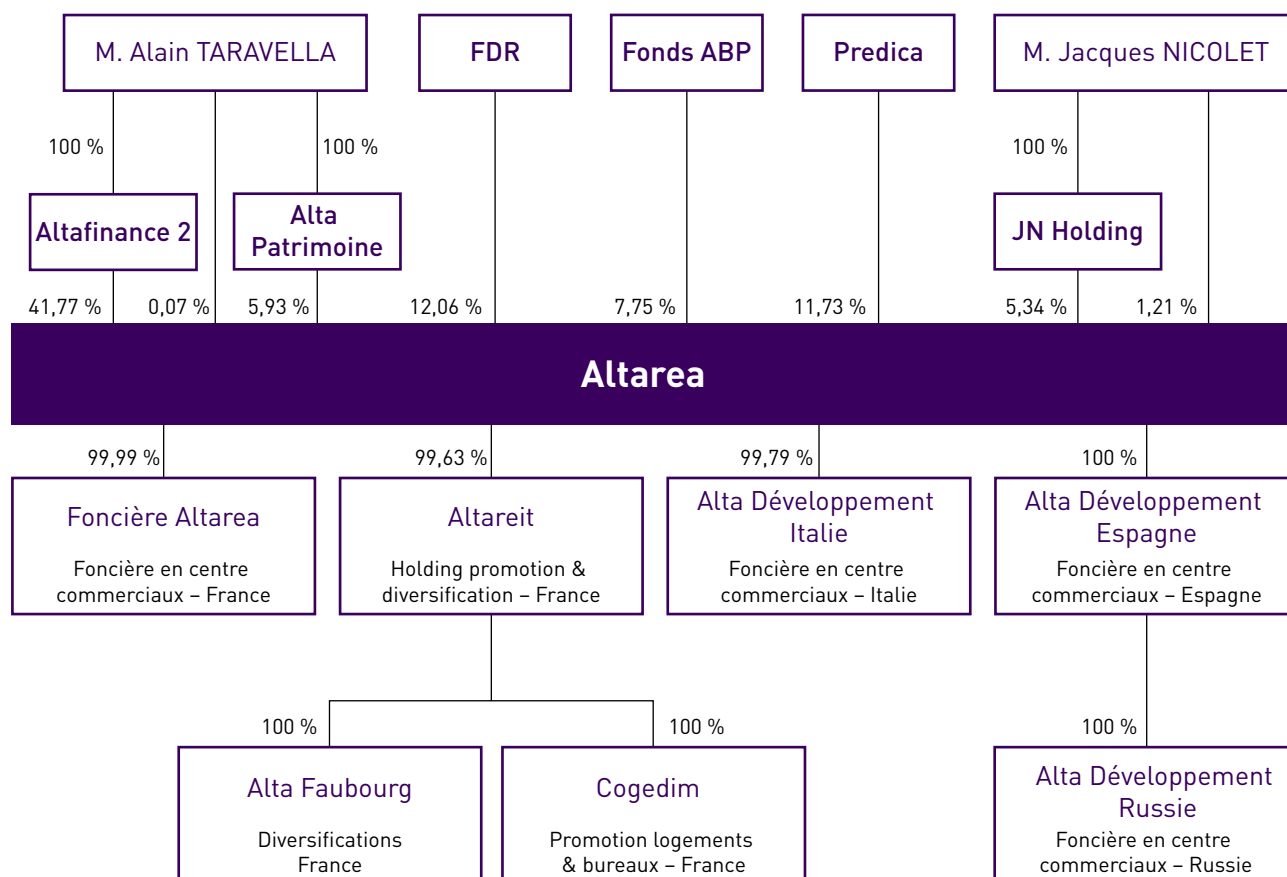 M. Alain TARAVELLA
FDR
Fonds ABP
Predica
M. Jacques NICOLET
100 %
100 %
100 %
Altafinance 2
Alta
Patrimoine
JN Holding
41,77 %
0,07 %
5,93 %
12,06 %
7,75 %
11,73 %
5,34 %
1,21 %
Altarea
99,99 %
99,63 %
99,79 %
100 %
Foncière Altarea
Foncière en centre
commerciaux – France
Altareit
Holding promotion &
diversification – France
Alta Développement
Italie
Foncière en centre
commerciaux – Italie
Alta Développement
Espagne
Foncière en centre
commerciaux – Espagne
100 %
100 %
100 %
Alta Faubourg
Diversifications
France
Cogedim
Promotion logements
& bureaux – France
Alta Développement
Russie
Foncière en centre
commerciaux – Russie